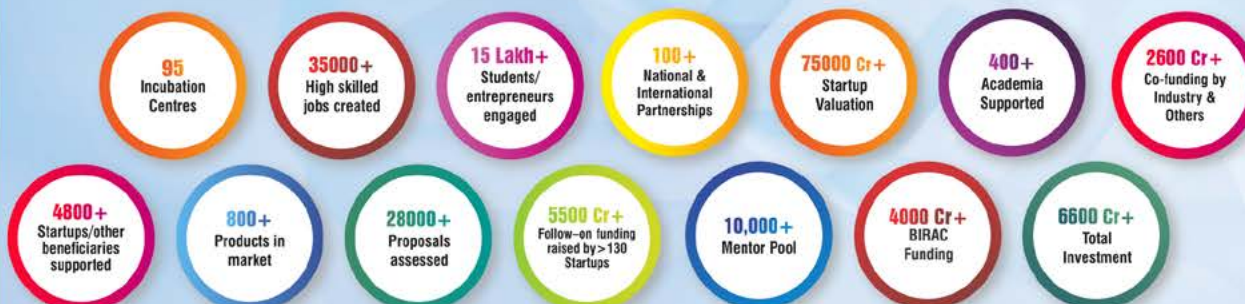 95
Incubation
Centres
35000+
High skilled
jobs created
15 Lakh+
Students/
entrepreneurs
engaged
100+
National &
International
Partnerships
75000 Cr+
Startup
Valuation
400+
Academia
Supported
2600 Cr+
Co-funding by
Industry &
Others
4800+
Startups/other
beneficiaries
supported
800+
Products in
market
28000+
Proposals
assessed
5500 Cr+
Follow-on funding
raised by>130
Startups
10,000+
Mentor Pool
4000 Cr+
BIRAC
Funding
6600 Cr+
Total
Investment